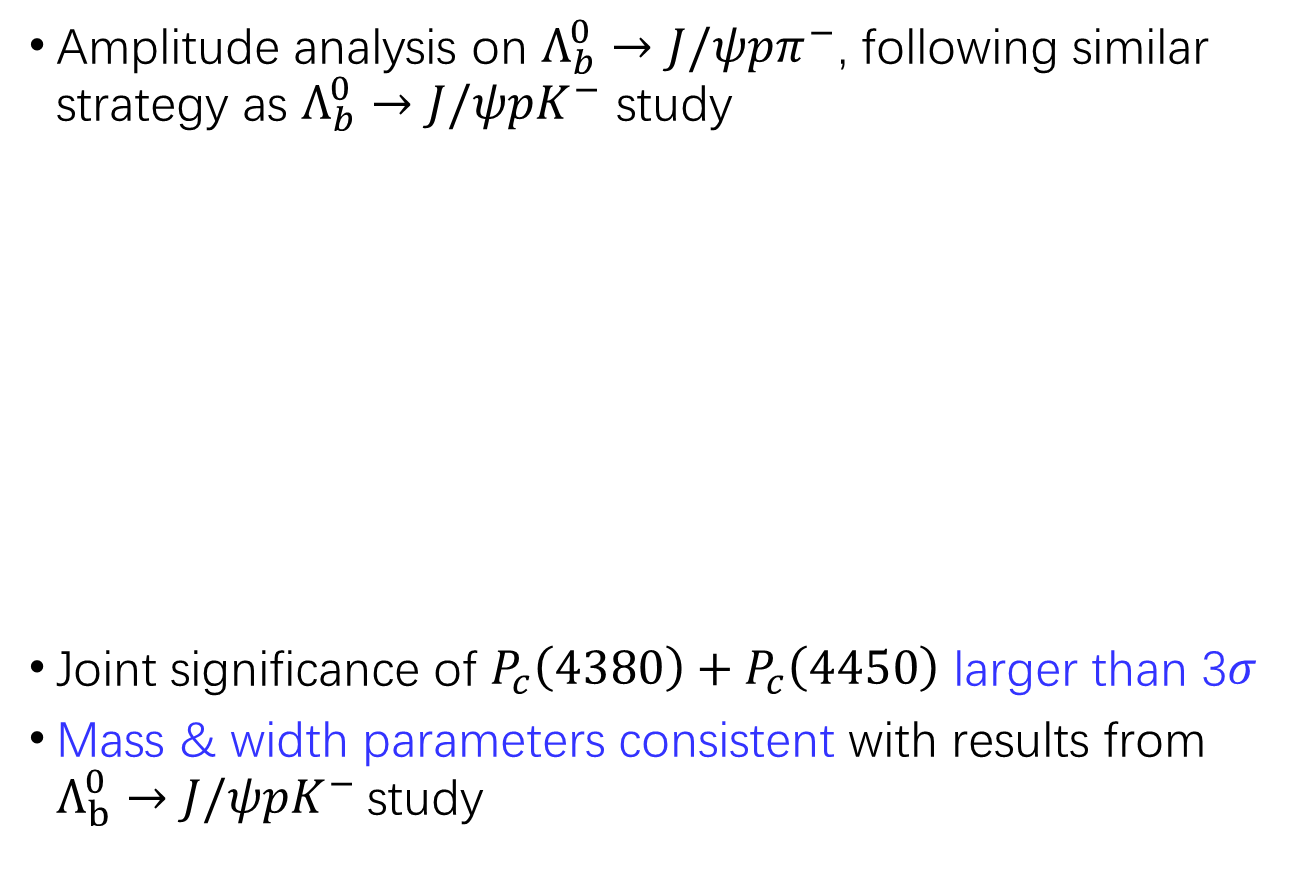 • Amplitude analysis on Λ_b^0 → J/ψpπ⁻, following similar
strategy as Λ_b^0 → J/ψpK⁻ study
• Joint significance of P_c(4380) + P_c(4450) larger than 3σ
• Mass & width parameters consistent with results from
Λ_b^0 → J/ψpK⁻ study